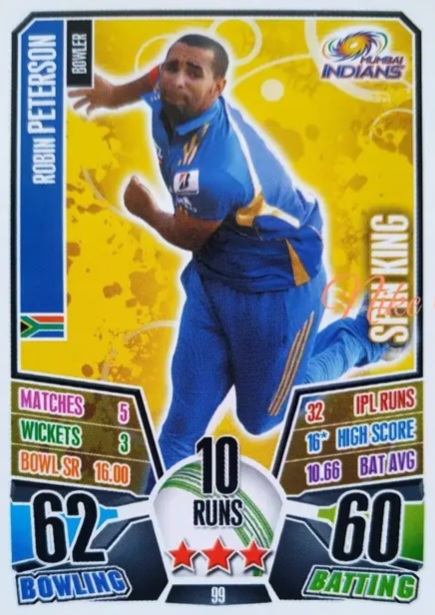 ROBIN PETERSON
BOWLER
MUMBAI
INDIANS
SPIN KING
MATCHES 5
WICKETS 3
BOWL SR 16.00
32 IPL RUNS
16* HIGH SCORE
10.66 BAT AVG
10
RUNS
62
BOWLING
60
BATTING
99